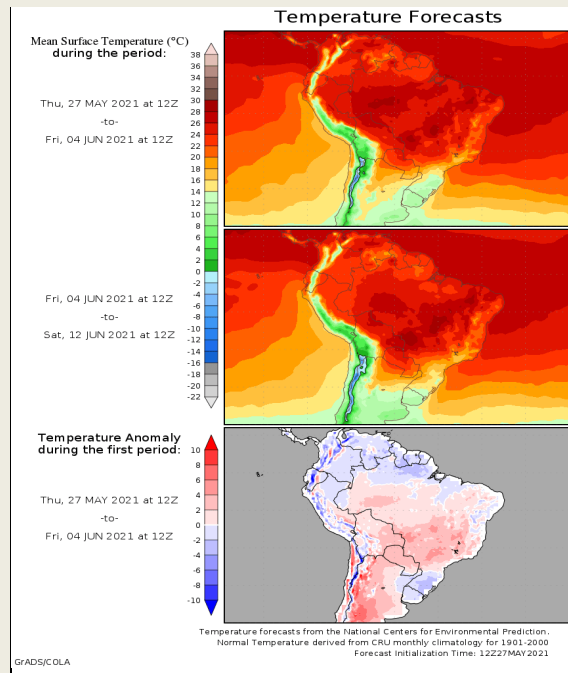 Temperature Forecasts
Mean Surface Temperature (°C)
during the period:
Thu, 27 MAY 2021 at 12Z
-to-
Fri, 04 JUN 2021 at 12Z
38
36
34
32
30
28
26
24
22
20
18
16
14
12
10
8
6
4
2
0
-2
-4
-6
-8
-10
-12
-14
-16
-18
-20
-22
Fri, 04 JUN 2021 at 12Z
-to-
Sat, 12 JUN 2021 at 12Z
Temperature Anomaly
during the first period:
Thu, 27 MAY 2021 at 12Z
-to-
Fri, 04 JUN 2021 at 12Z
10
8
6
4
2
0
-2
-4
-6
-8
-10
Temperature forecasts from the National Centers for Environmental Prediction.
Normal Temperature derived from CRU monthly climatology for 1901-2000
Forecast Initialization Time: 12Z27MAY2021
GrADS/COLA